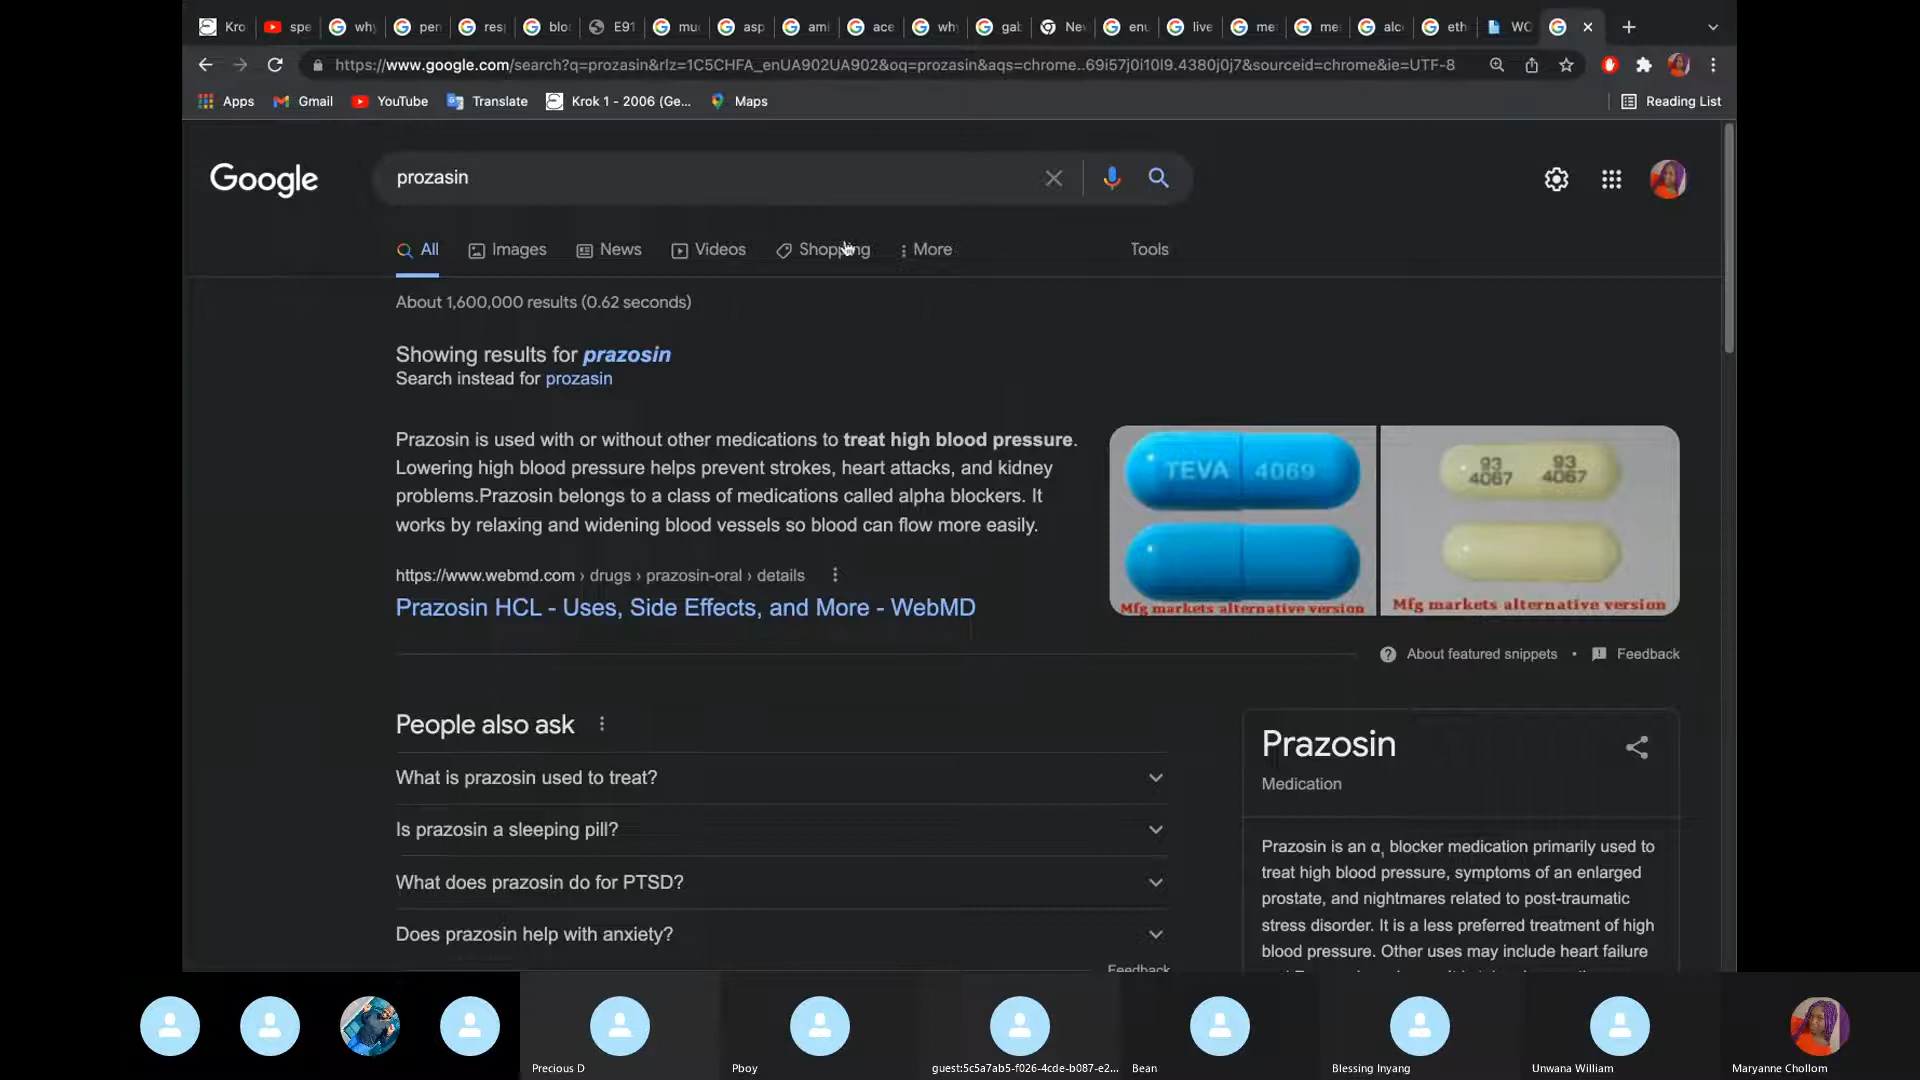 Kro
spe
why
per
res
bloo
E91
mu
asp
ami
ace
why
gab
Ne
enu
live
me
me
alc
eth
WO
https://www.google.com/search?q=prozasin&rlz=1C5CHFA_enUA902UA902&oq=prozasin&aqs=chrome..69i57j0i10l9.4380j0j7&sourceid=chrome&ie=UTF-8
Apps
Gmail
YouTube
Translate
Krok 1 - 2006 (Ge...
Maps
Reading List
Google
prozasin
All
Images
News
Videos
Shopping
More
Tools
About 1,600,000 results (0.62 seconds)
Showing results for prazosin
Search instead for prozasin
Prazosin is used with or without other medications to treat high blood pressure.
Lowering high blood pressure helps prevent strokes, heart attacks, and kidney
problems.Prazosin belongs to a class of medications called alpha blockers. It
works by relaxing and widening blood vessels so blood can flow more easily.
TEVA 4069
93 93
4067 4067
Mfg markets alternative version
Mfg markets alternative version
https://www.webmd.com › drugs › prazosin-oral › details
Prazosin HCL - Uses, Side Effects, and More - WebMD
About featured snippets • Feedback
People also ask
What is prazosin used to treat?
Is prazosin a sleeping pill?
What does prazosin do for PTSD?
Does prazosin help with anxiety?
Feedback
Prazosin
Medication
Prazosin is an α₁ blocker medication primarily used to
treat high blood pressure, symptoms of an enlarged
prostate, and nightmares related to post-traumatic
stress disorder. It is a less preferred treatment of high
blood pressure. Other uses may include heart failure
Precious D
Pboy
guest:5c5a7ab5-f026-4cde-b087-e2...
Bean
Blessing Inyang
Unwana William
Maryanne Chollom